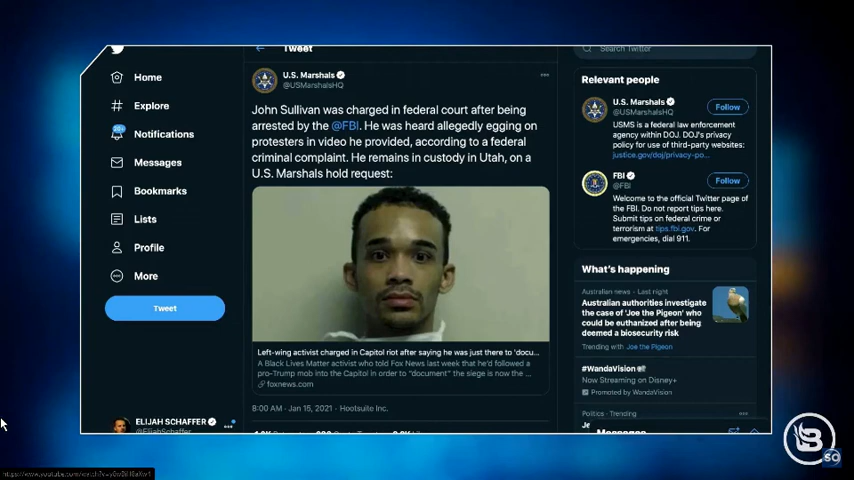 Tweet
Search Twitter
Home
Explore
20+
Notifications
Messages
Bookmarks
Lists
Profile
More
Tweet
ELIJAH SCHAFFER
@ElijahSchaffer
U.S. Marshals
@USMarshalsHQ
John Sullivan was charged in federal court after being
arrested by the @FBI. He was heard allegedly egging on
protesters in video he provided, according to a federal
criminal complaint. He remains in custody in Utah, on a
U.S. Marshals hold request:
Left-wing activist charged in Capitol riot after saying he was just there to 'docu...
A Black Lives Matter activist who told Fox News last week that he'd followed a
pro-Trump mob into the Capitol in order to "document" the siege is now the ...
foxnews.com
8:00 AM · Jan 15, 2021 · Hootsuite Inc.
Relevant people
U.S. Marshals
@USMarshalsHQ
Follow
USMS is a federal law enforcement
agency within DOJ. DOJ's privacy
policy for use of third-party websites:
justice.gov/doj/privacy-po...
FBI
@FBI
Follow
Welcome to the official Twitter page of
the FBI. Do not report tips here.
Submit tips on federal crime or
terrorism at tips.fbi.gov. For
emergencies, dial 911.
What's happening
Australian news · Last night
Australian authorities investigate
the case of 'Joe the Pigeon' who
could be euthanized after being
deemed a biosecurity risk
Trending with Joe the Pigeon
#WandaVision
Now Streaming on Disney+
Promoted by WandaVision
Politics · Trending
Messages
B
SQ